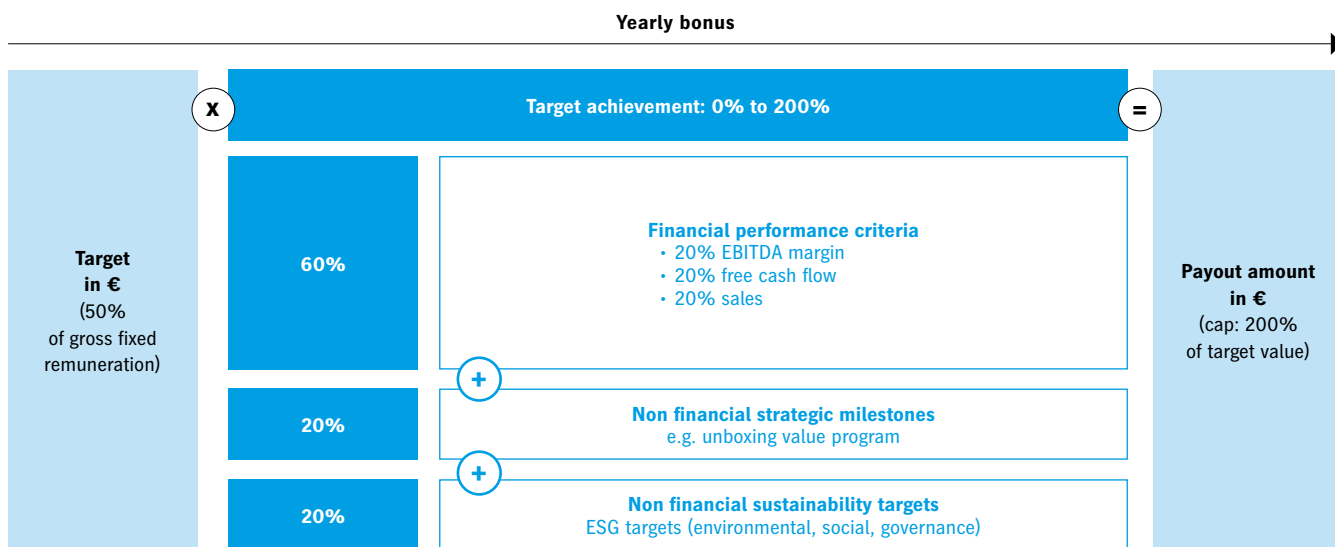 Yearly bonus
Target
in €
(50%
of gross fixed
remuneration)
X
Target achievement: 0% to 200%
=
60%
Financial performance criteria
• 20% EBITDA margin
• 20% free cash flow
• 20% sales
+
20%
Non financial strategic milestones
e.g. unboxing value program
+
20%
Non financial sustainability targets
ESG targets (environmental, social, governance)
Payout amount
in €
(cap: 200%
of target value)